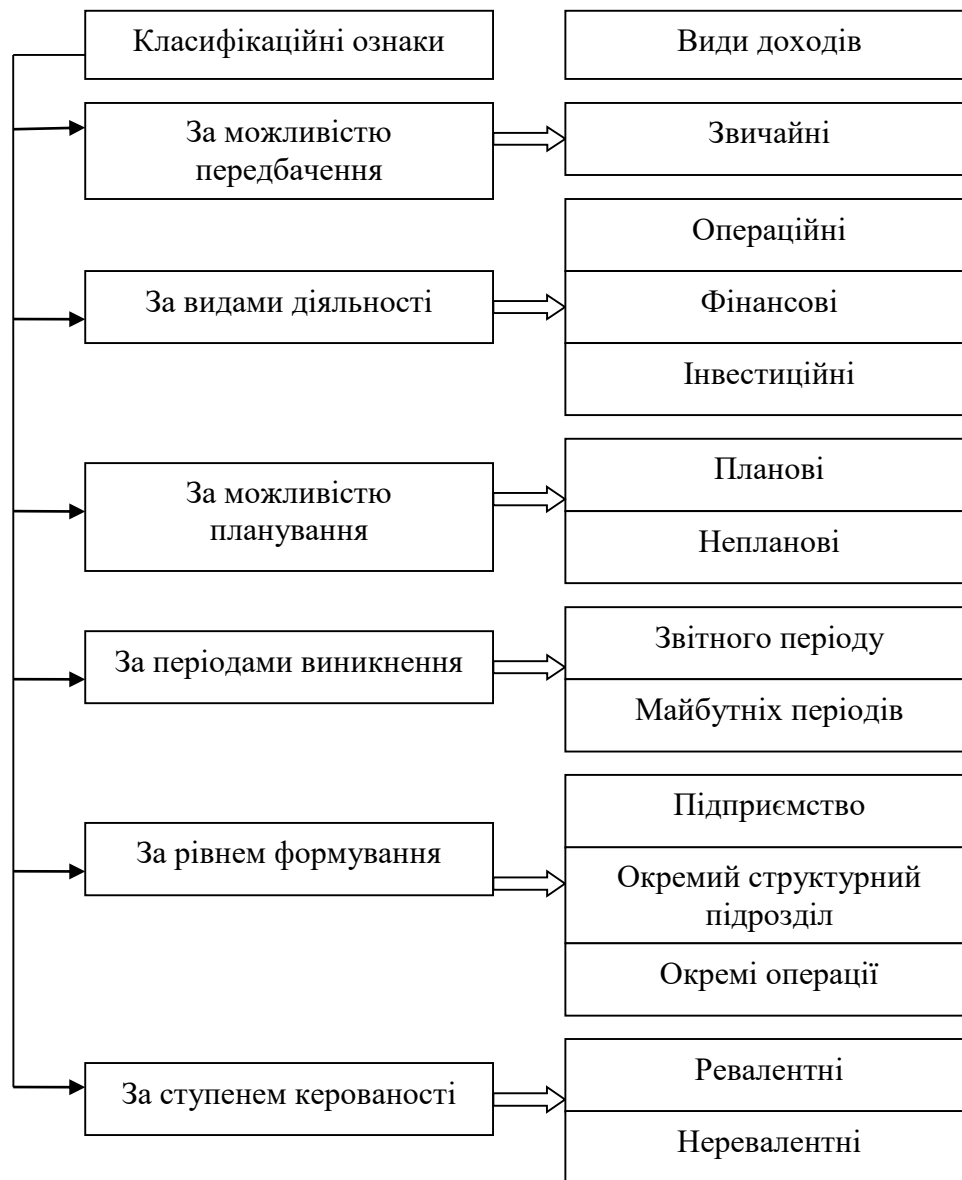 Класифікаційні ознаки
Види доходів
За можливістю
передбачення
Звичайні
За видами діяльності
Операційні
Фінансові
Інвестиційні
За можливістю
планування
Планові
Непланові
За періодами виникнення
Звітного періоду
Майбутніх періодів
За рівнем формування
Підприємство
Окремий структурний
підрозділ
Окремі операції
За ступенем керованості
Ревалентні
Неревалентні